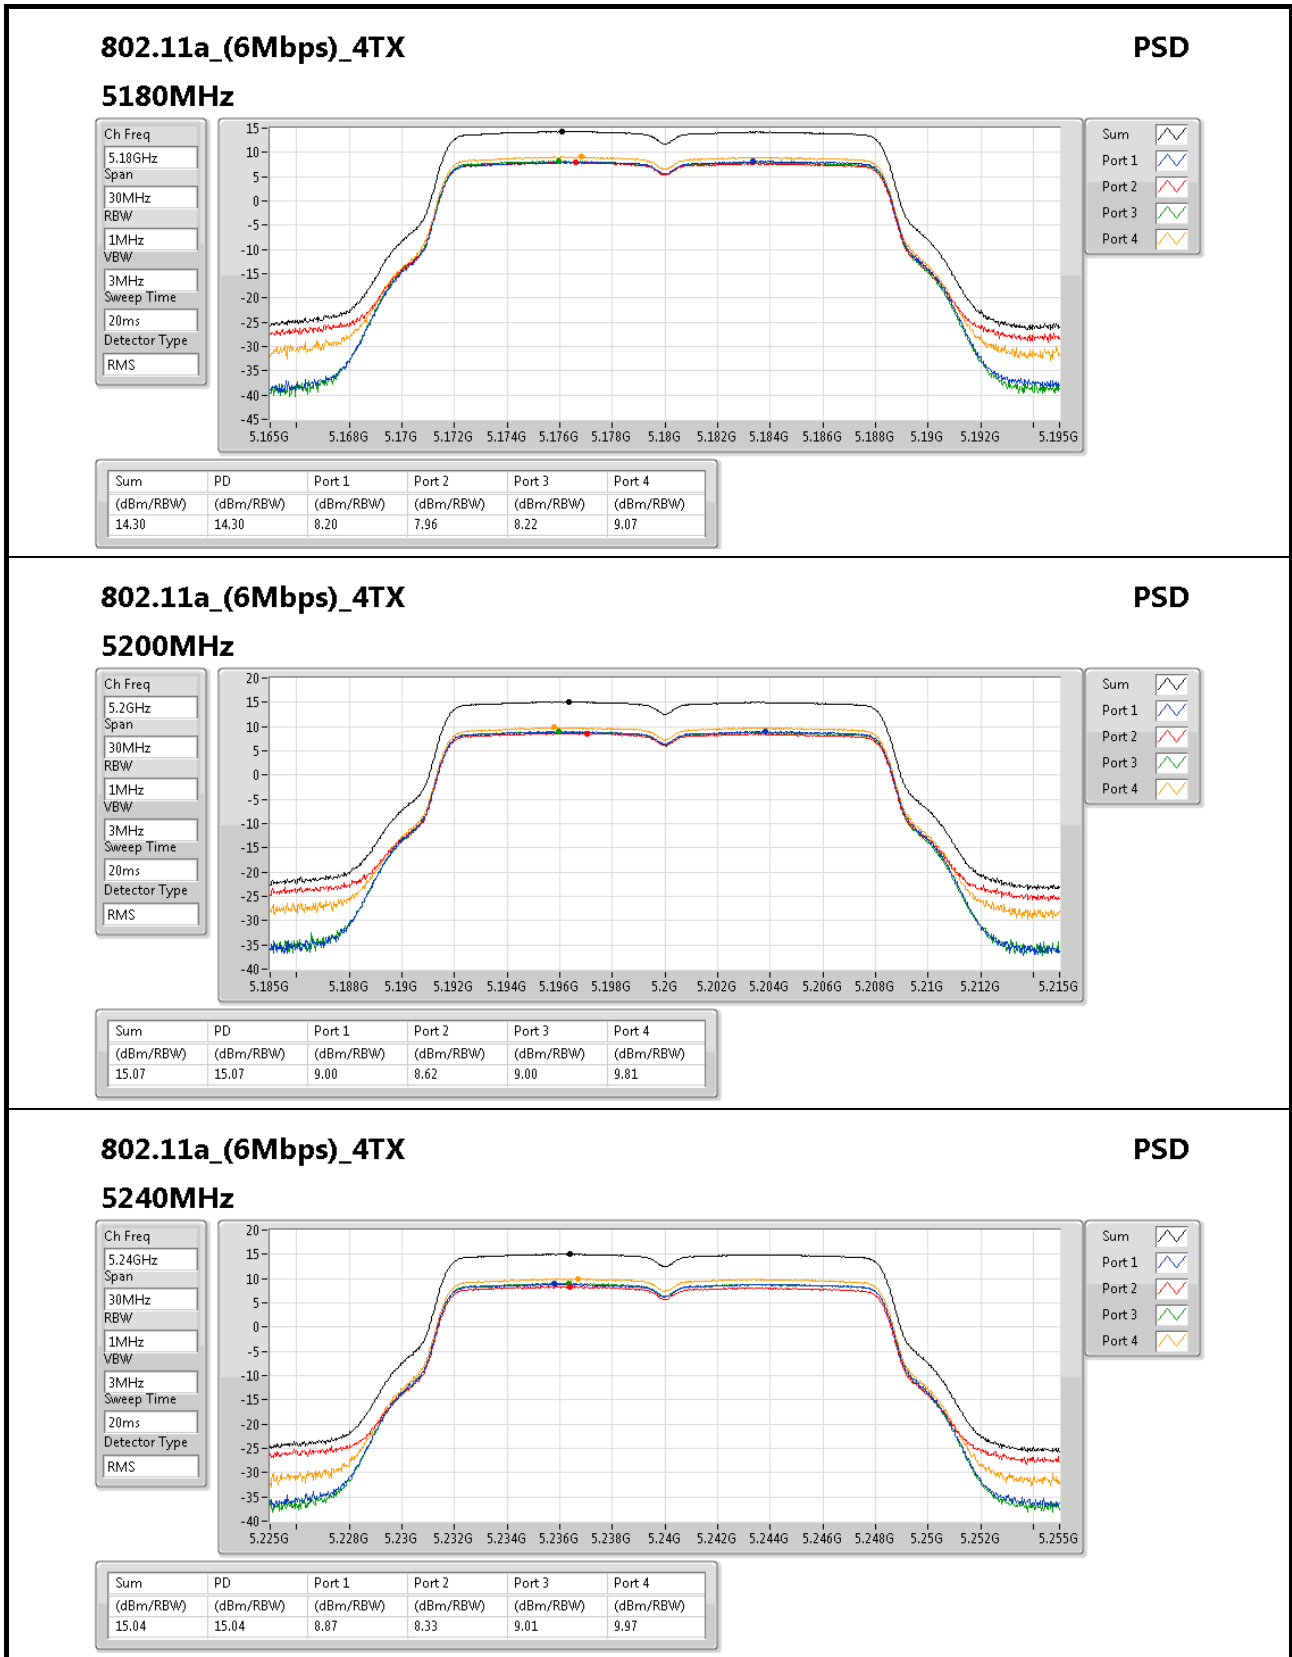 802.11a_(6Mbps)_4TX PSD
5180MHz
Ch Freq
5.18GHz
Span
30MHz
RBW
1MHz
VBW
3MHz
Sweep Time
20ms
Detector Type
RMS
15
10
5
0
-5
-10
-15
-20
-25
-30
-35
-40
-45
5.165G 5.168G 5.17G 5.172G 5.174G 5.176G 5.178G 5.18G 5.182G 5.184G 5.186G 5.188G 5.19G 5.192G 5.195G
Sum
Port 1
Port 2
Port 3
Port 4
Sum PD Port 1 Port 2 Port 3 Port 4
(dBm/RBW) (dBm/RBW) (dBm/RBW) (dBm/RBW) (dBm/RBW) (dBm/RBW)
14.30 14.30 8.20 7.96 8.22 9.07
802.11a_(6Mbps)_4TX PSD
5200MHz
Ch Freq
5.2GHz
Span
30MHz
RBW
1MHz
VBW
3MHz
Sweep Time
20ms
Detector Type
RMS
20
15
10
5
0
-5
-10
-15
-20
-25
-30
-35
-40
5.185G 5.188G 5.19G 5.192G 5.194G 5.196G 5.198G 5.2G 5.202G 5.204G 5.206G 5.208G 5.21G 5.212G 5.215G
Sum
Port 1
Port 2
Port 3
Port 4
Sum PD Port 1 Port 2 Port 3 Port 4
(dBm/RBW) (dBm/RBW) (dBm/RBW) (dBm/RBW) (dBm/RBW) (dBm/RBW)
15.07 15.07 9.00 8.62 9.00 9.81
802.11a_(6Mbps)_4TX PSD
5240MHz
Ch Freq
5.24GHz
Span
30MHz
RBW
1MHz
VBW
3MHz
Sweep Time
20ms
Detector Type
RMS
20
15
10
5
0
-5
-10
-15
-20
-25
-30
-35
-40
5.225G 5.228G 5.23G 5.232G 5.234G 5.236G 5.238G 5.24G 5.242G 5.244G 5.246G 5.248G 5.25G 5.252G 5.255G
Sum
Port 1
Port 2
Port 3
Port 4
Sum PD Port 1 Port 2 Port 3 Port 4
(dBm/RBW) (dBm/RBW) (dBm/RBW) (dBm/RBW) (dBm/RBW) (dBm/RBW)
15.04 15.04 8.87 8.33 9.01 9.97